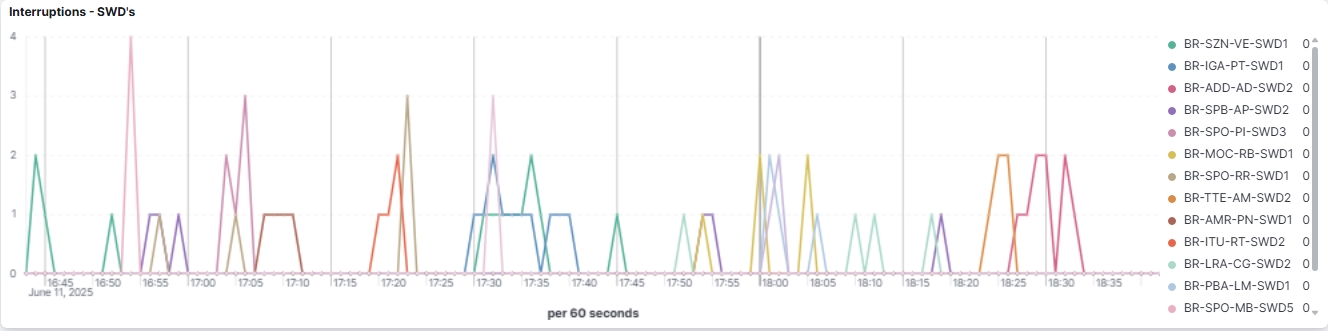 Interruptions - SWD's
4
3
2
1
0
16:45 16:50 16:55 17:00 17:05 17:10 17:15 17:20 17:25 17:30 17:35 17:40 17:45 17:50 17:55 18:00 18:05 18:10 18:15 18:20 18:25 18:30 18:35
June 11, 2025
per 60 seconds
BR-SZN-VE-SWD1 0
BR-IGA-PT-SWD1 0
BR-ADD-AD-SWD2 0
BR-SPB-AP-SWD2 0
BR-SPO-PI-SWD3 0
BR-MOC-RB-SWD1 0
BR-SPO-RR-SWD1 0
BR-TTE-AM-SWD2 0
BR-AMR-PN-SWD1 0
BR-ITU-RT-SWD2 0
BR-LRA-CG-SWD2 0
BR-PBA-LM-SWD1 0
BR-SPO-MB-SWD5 0